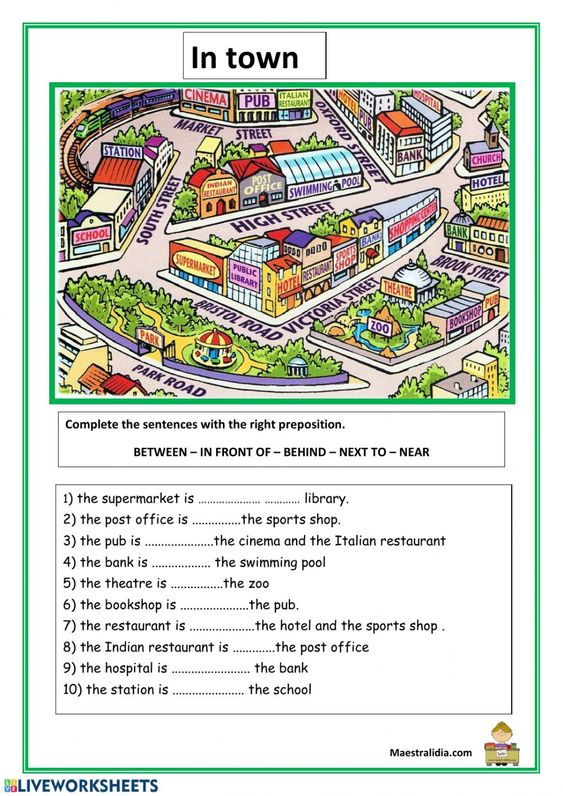 In town
CINEMA
PUB
ITALIAN
RESTAURANT
MARKET STREET
OXFORD STREET
HOTEL
PUB
HOSPITAL
BANK
CHURCH
HOTEL
STATION
SOUTH STREET
SCHOOL
INDIAN
RESTAURANT
POST
OFFICE
SWIMMING POOL
HIGH STREET
SUPERMARKET
PUBLIC
LIBRARY
HOTEL
RESTAURANT
SPORTS
SHOP
BANK
SHOPPING CENTRE
BANK
BROOK STREET
BRISTOL ROAD
VICTORIA STREET
THEATRE
ZOO
BOOKSHOP
PUB
PARK
PARK ROAD
Complete the sentences with the right preposition.
BETWEEN – IN FRONT OF – BEHIND – NEXT TO – NEAR
1) the supermarket is ………………… ………… library.
2) the post office is ...............the sports shop.
3) the pub is .....................the cinema and the Italian restaurant
4) the bank is .................. the swimming pool
5) the theatre is ................the zoo
6) the bookshop is ......................the pub.
7) the restaurant is ....................the hotel and the sports shop .
8) the Indian restaurant is .............the post office
9) the hospital is ........................ the bank
10) the station is ...................... the school
Maestralidia.com
LIVEWORKSHEETS